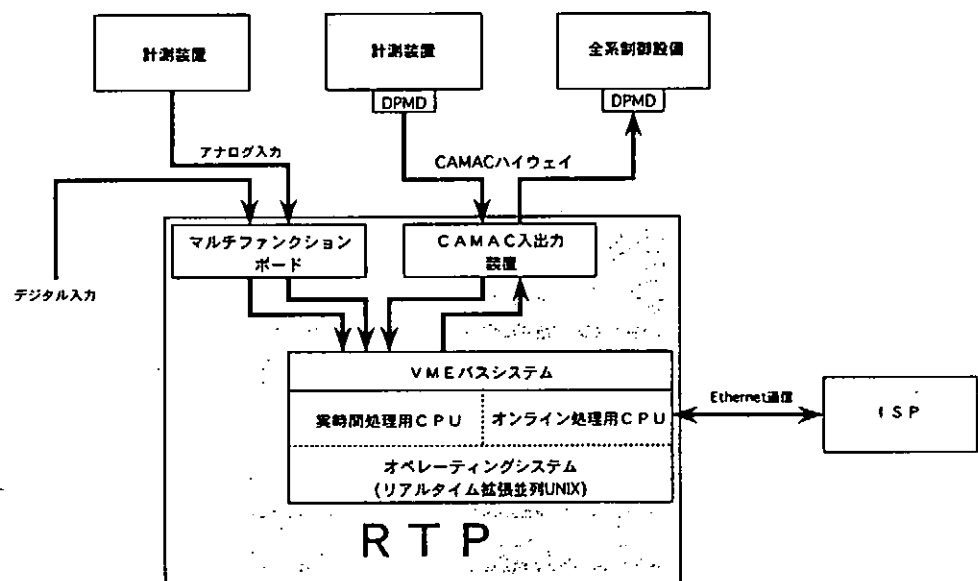 計測装置
計測装置
DPMD
全系制御設備
DPMD
アナログ入力
CAMACハイウェイ
デジタル入力
マルチファンクション
ボード
CAMAC入出力
装置
VMEバスシステム
実時間処理用CPU
オンライン処理用CPU
オペレーティングシステム
(リアルタイム拡張並列UNIX)
RTP
Ethernet通信
ISP